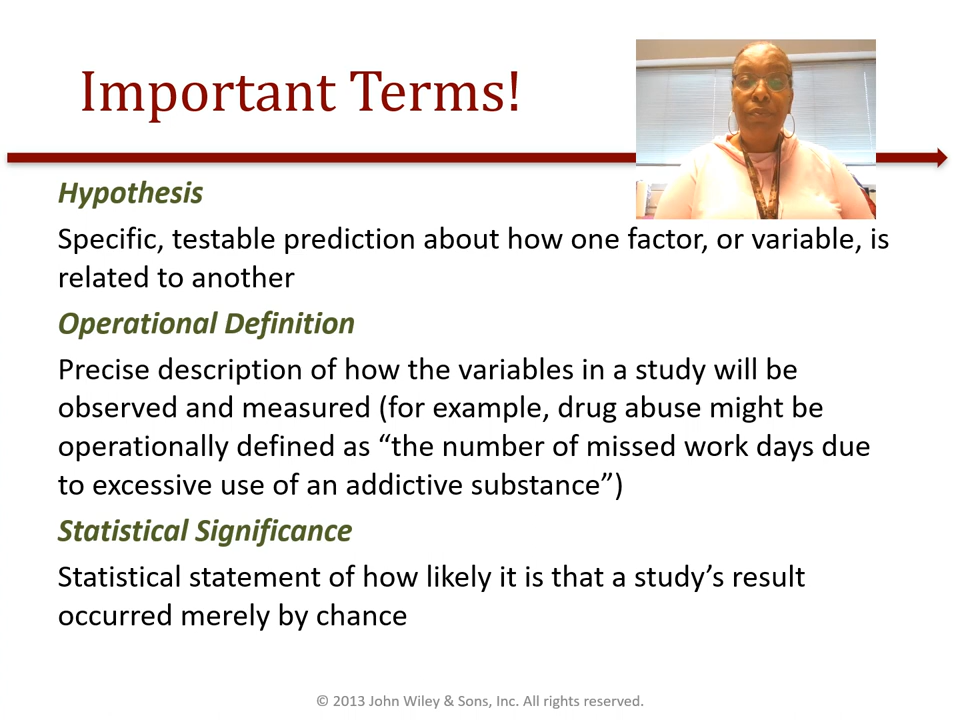 Important Terms!
Hypothesis
Specific, testable prediction about how one factor, or variable, is
related to another
Operational Definition
Precise description of how the variables in a study will be
observed and measured (for example, drug abuse might be
operationally defined as “the number of missed work days due
to excessive use of an addictive substance”)
Statistical Significance
Statistical statement of how likely it is that a study’s result
occurred merely by chance
© 2013 John Wiley & Sons, Inc. All rights reserved.